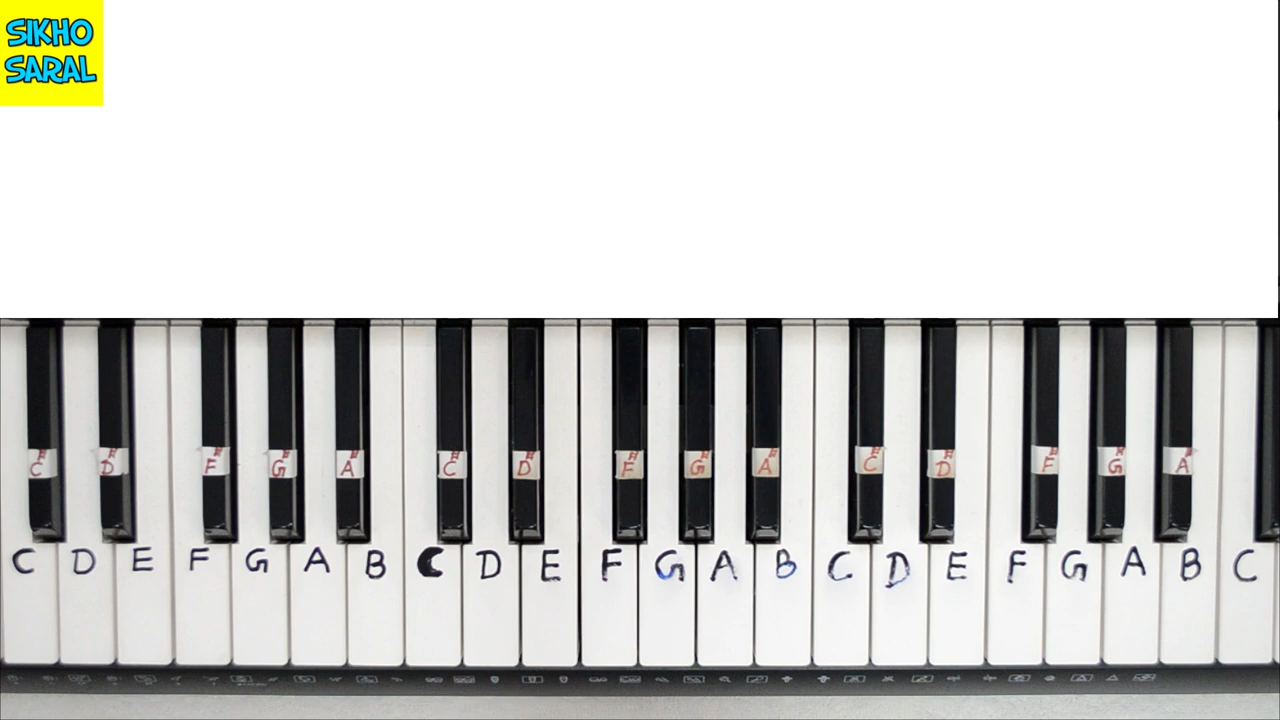 SIKHO
SARAL
C# D# F# G# A# C# D# F# G# A# C# D# F# G# A#
C D E F G A B C D E F G A B C D E F G A B C